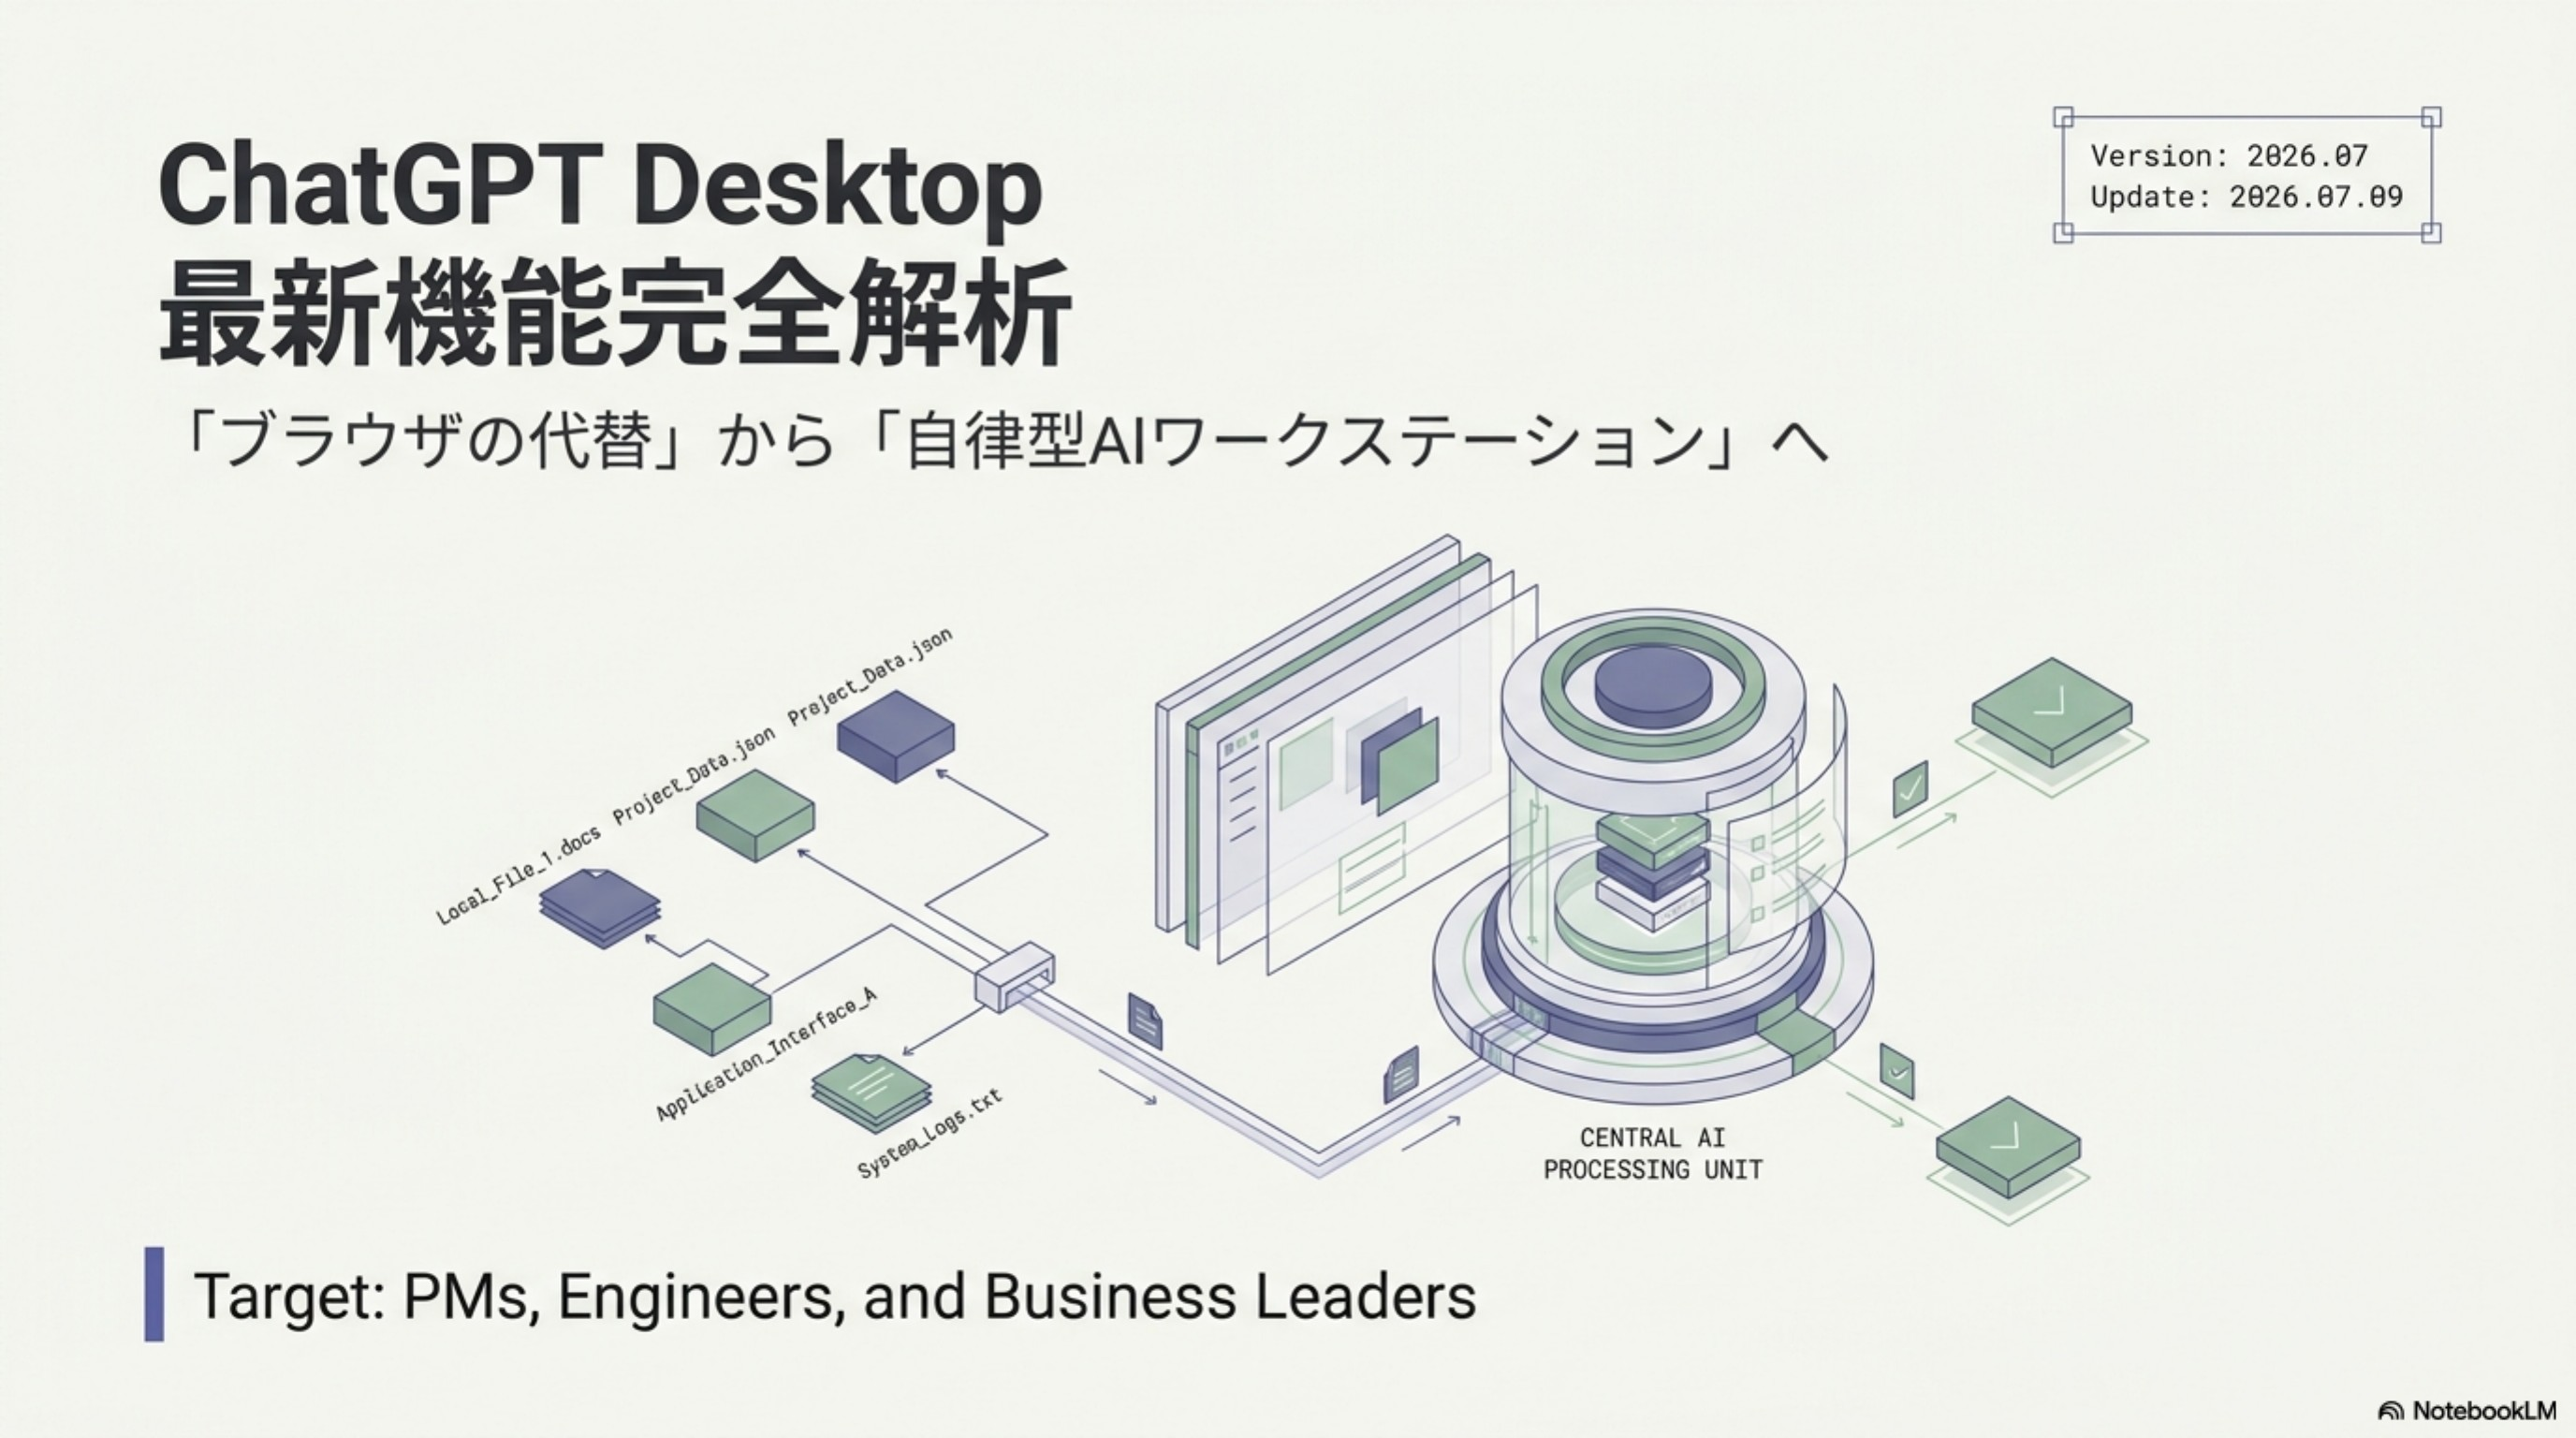 ChatGPT Desktop
最新機能完全解析
「ブラウザの代替」から「自律型AIワークステーション」へ
Version: 2026.07
Update: 2026.07.09
Project_Data.json
Project_Data.json
Local_File_1.docs
Application_Interface_A
System_Logs.txt
CENTRAL AI
PROCESSING UNIT
Target: PMs, Engineers, and Business Leaders
NotebookLM